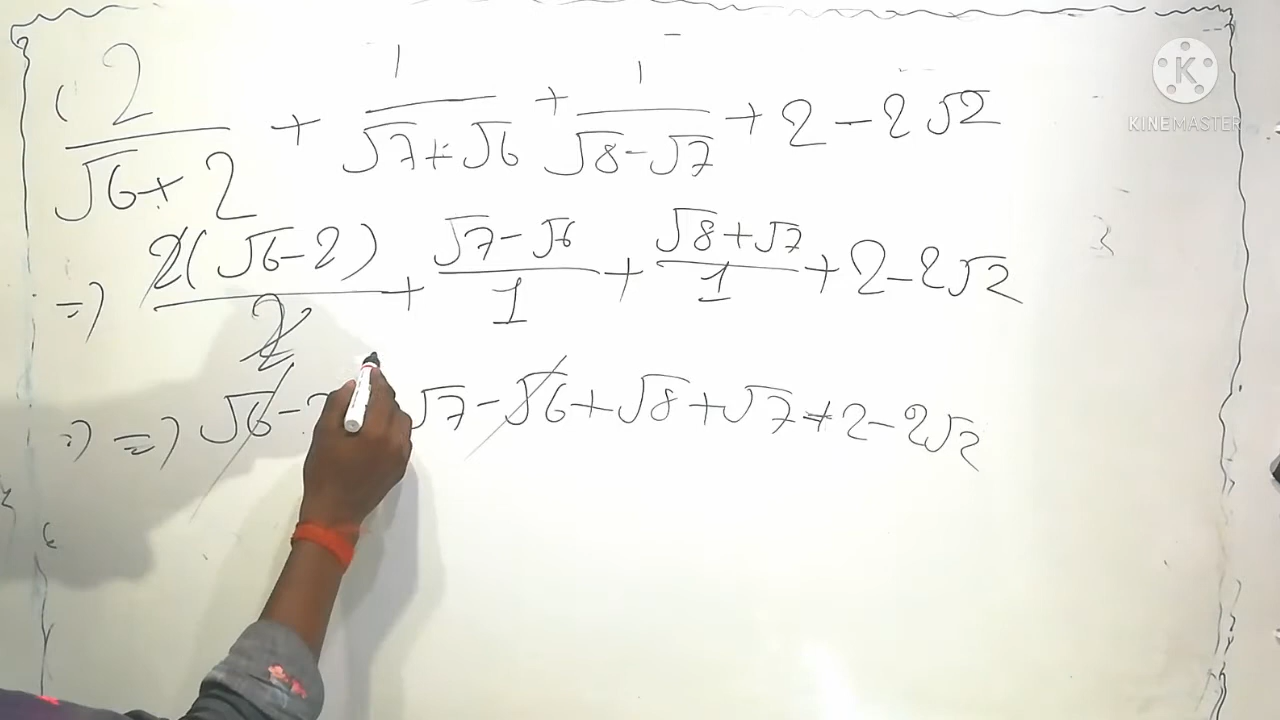 2/(√6+2) + 1/(√7+√6) + 1/(√8-√7) + 2-2√2
KINEMASTER
=) 2(√6-2)/2 + (√7-√6)/1 + (√8+√7)/1 + 2-2√2
=) =) √6- √7-√6+√8+√7+2-2√2